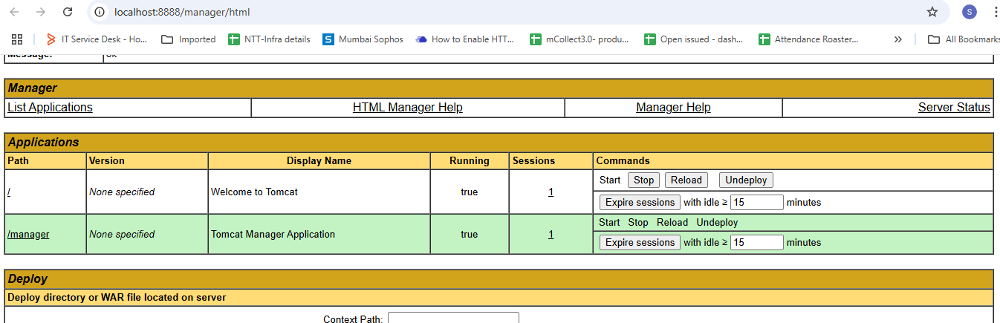 localhost:8888/manager/html
S
IT Service Desk - Ho... Imported NTT-Infra details Mumbai Sophos How to Enable HTT... mCollect3.0- produ... Open issued - dash... Attendance Roaster... » All Bookmarks
Message: OK
Manager
List Applications HTML Manager Help Manager Help Server Status
Applications
Path Version Display Name Running Sessions Commands
/ None specified Welcome to Tomcat true 1 Start Stop Reload Undeploy
Expire sessions with idle ≥ 15 minutes
/manager None specified Tomcat Manager Application true 1 Start Stop Reload Undeploy
Expire sessions with idle ≥ 15 minutes
Deploy
Deploy directory or WAR file located on server
Context Path: